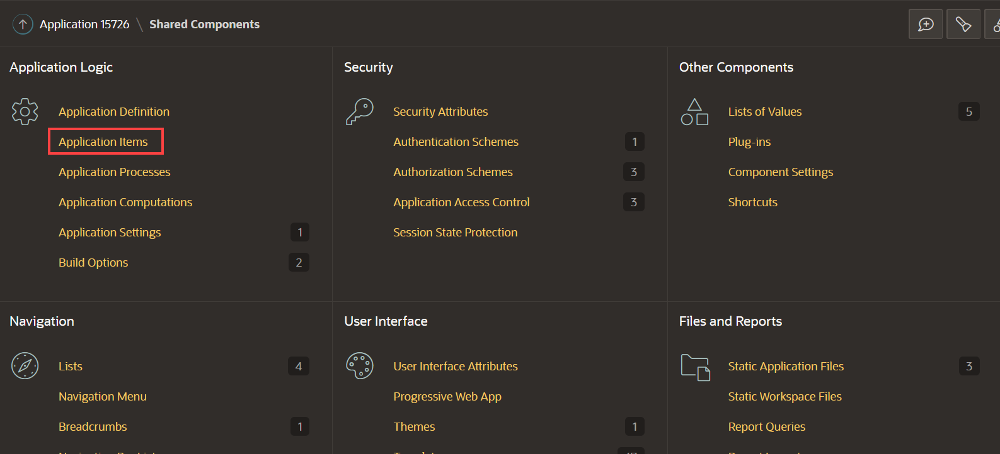 Application 15726 \ Shared Components
Application Logic
Application Definition
Application Items
Application Processes
Application Computations
Application Settings 1
Build Options 2
Security
Security Attributes
Authentication Schemes 1
Authorization Schemes 3
Application Access Control 3
Session State Protection
Other Components
Lists of Values 5
Plug-ins
Component Settings
Shortcuts
Navigation
Lists 4
Navigation Menu
Breadcrumbs 1
User Interface
User Interface Attributes
Progressive Web App
Themes 1
Files and Reports
Static Application Files 3
Static Workspace Files
Report Queries